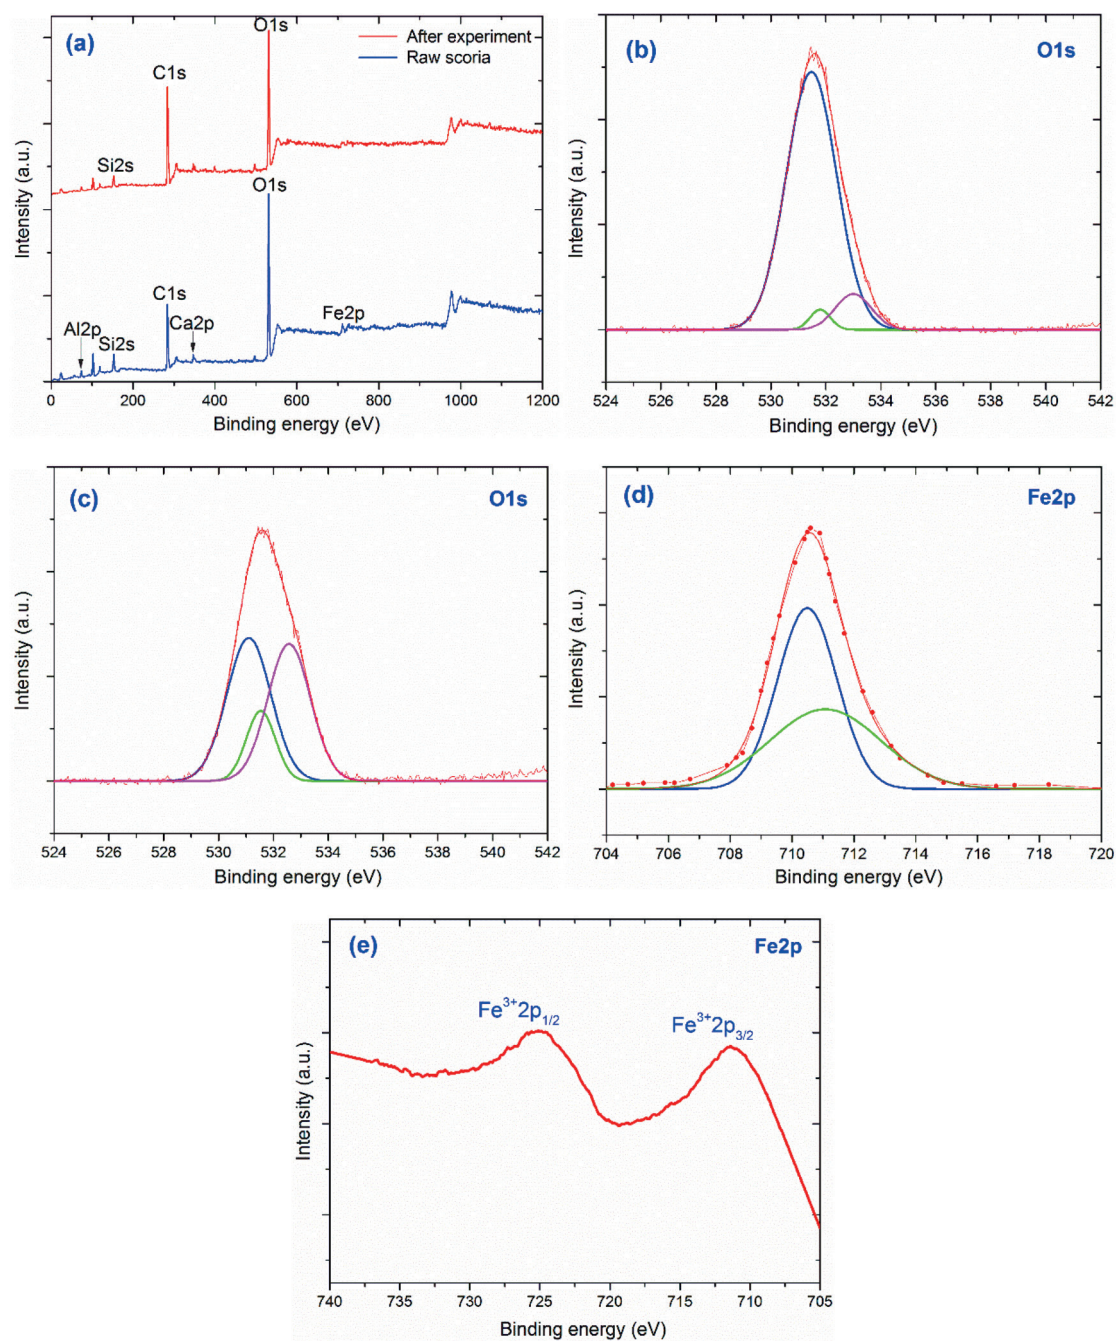 (a)
O1s
After experiment
Raw scoria
C1s
Si2s
O1s
C1s
Al2p
Ca2p
Si2s
Fe2p
Intensity (a.u.)
0 200 400 600 800 1000 1200
Binding energy (eV)
(b)
O1s
Intensity (a.u.)
524 526 528 530 532 534 536 538 540 542
Binding energy (eV)
(c)
O1s
Intensity (a.u.)
524 526 528 530 532 534 536 538 540 542
Binding energy (eV)
(d)
Fe2p
Intensity (a.u.)
704 706 708 710 712 714 716 718 720
Binding energy (eV)
(e)
Fe2p
Fe³⁺2p₁/₂
Fe³⁺2p₃/₂
Intensity (a.u.)
740 735 730 725 720 715 710 705
Binding energy (eV)